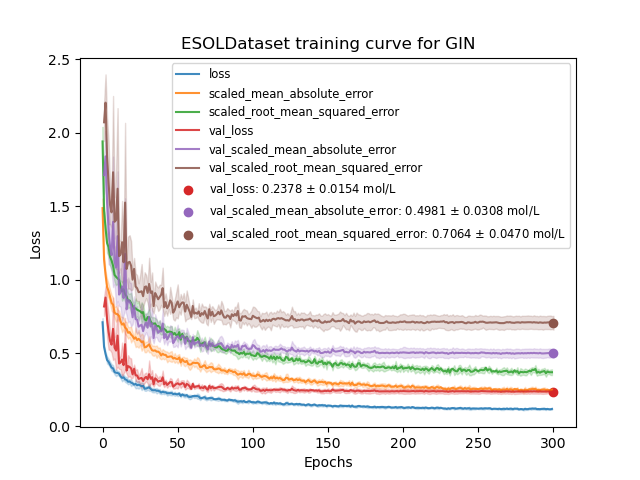 ESOLDataset training curve for GIN
2.5
2.0
1.5
1.0
0.5
0.0
Loss
loss
scaled_mean_absolute_error
scaled_root_mean_squared_error
val_loss
val_scaled_mean_absolute_error
val_scaled_root_mean_squared_error
val_loss: 0.2378 ± 0.0154 mol/L
val_scaled_mean_absolute_error: 0.4981 ± 0.0308 mol/L
val_scaled_root_mean_squared_error: 0.7064 ± 0.0470 mol/L
0 50 100 150 200 250 300
Epochs